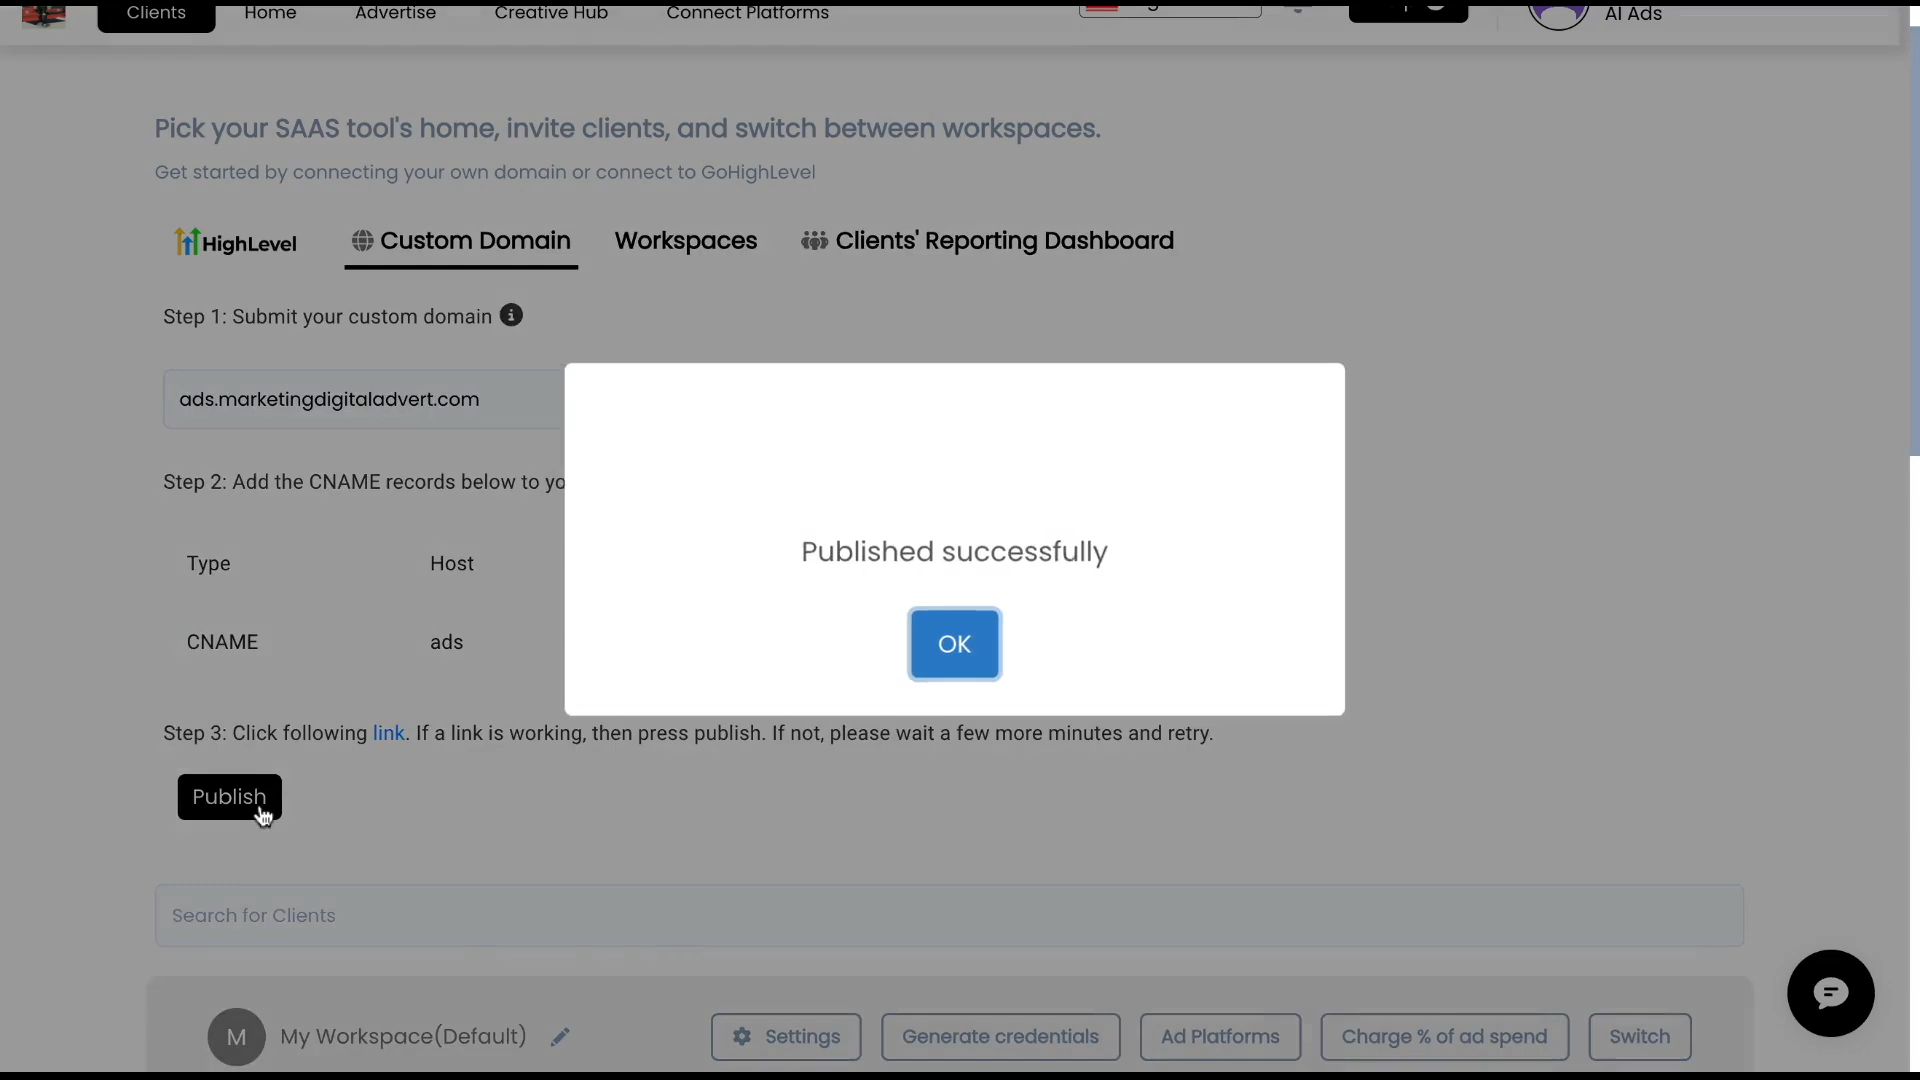 Clients
Home
Advertise
Creative Hub
Connect Platforms
AI Ads
Pick your SAAS tool's home, invite clients, and switch between workspaces.
Get started by connecting your own domain or connect to GoHighLevel
HighLevel
Custom Domain
Workspaces
Clients' Reporting Dashboard
Step 1: Submit your custom domain
ads.marketingdigitaladvert.com
Step 2: Add the CNAME records below to yo
Type
Host
CNAME
ads
Published successfully
OK
Step 3: Click following link. If a link is working, then press publish. If not, please wait a few more minutes and retry.
Publish
Search for Clients
M
My Workspace(Default)
Settings
Generate credentials
Ad Platforms
Charge % of ad spend
Switch